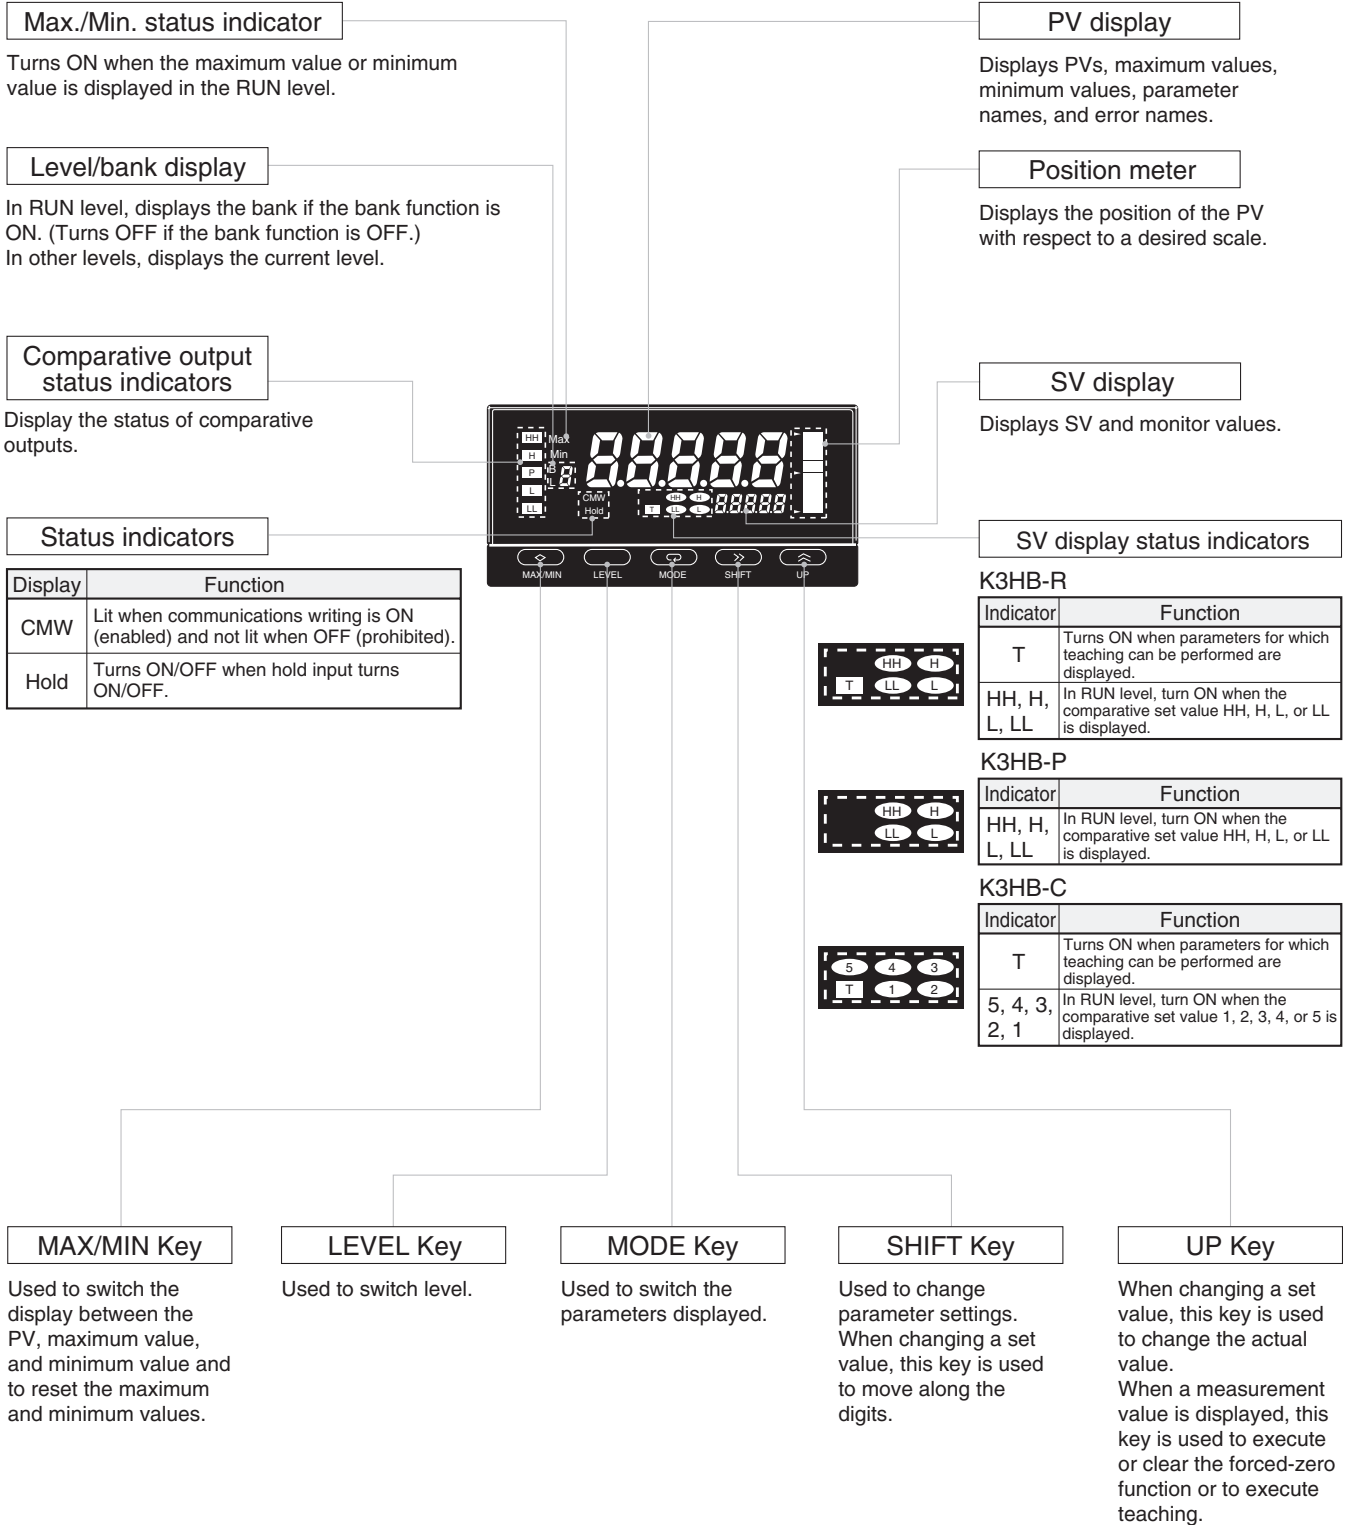 Max./Min. status indicator
Turns ON when the maximum value or minimum
value is displayed in the RUN level.
Level/bank display
In RUN level, displays the bank if the bank function is
ON. (Turns OFF if the bank function is OFF.)
In other levels, displays the current level.
Comparative output
status indicators
Display the status of comparative
outputs.
Status indicators
Display Function
CMW Lit when communications writing is ON
(enabled) and not lit when OFF (prohibited).
Hold Turns ON/OFF when hold input turns
ON/OFF.
PV display
Displays PVs, maximum values,
minimum values, parameter
names, and error names.
Position meter
Displays the position of the PV
with respect to a desired scale.
SV display
Displays SV and monitor values.
HH Max
H Min
P B
L L 8
LL
8.8.8.8.8
CMW
Hold
HH H
T LL L 8.8.8.8.8
MAX/MIN LEVEL MODE SHIFT UP
SV display status indicators
K3HB-R
HH H
T LL L
Indicator Function
T Turns ON when parameters for which
teaching can be performed are
displayed.
HH, H, In RUN level, turn ON when the
comparative set value HH, H, L, or LL
L, LL is displayed.
K3HB-P
HH H
LL L
Indicator Function
HH, H, In RUN level, turn ON when the
comparative set value HH, H, L, or LL
L, LL is displayed.
K3HB-C
5 4 3
T 1 2
Indicator Function
T Turns ON when parameters for which
teaching can be performed are
displayed.
5, 4, 3, In RUN level, turn ON when the
comparative set value 1, 2, 3, 4, or 5 is
2, 1 displayed.
MAX/MIN Key
Used to switch the
display between the
PV, maximum value,
and minimum value and
to reset the maximum
and minimum values.
LEVEL Key
Used to switch level.
MODE Key
Used to switch the
parameters displayed.
SHIFT Key
Used to change
parameter settings.
When changing a set
value, this key is used
to move along the
digits.
UP Key
When changing a set
value, this key is used
to change the actual
value.
When a measurement
value is displayed, this
key is used to execute
or clear the forced-zero
function or to execute
teaching.